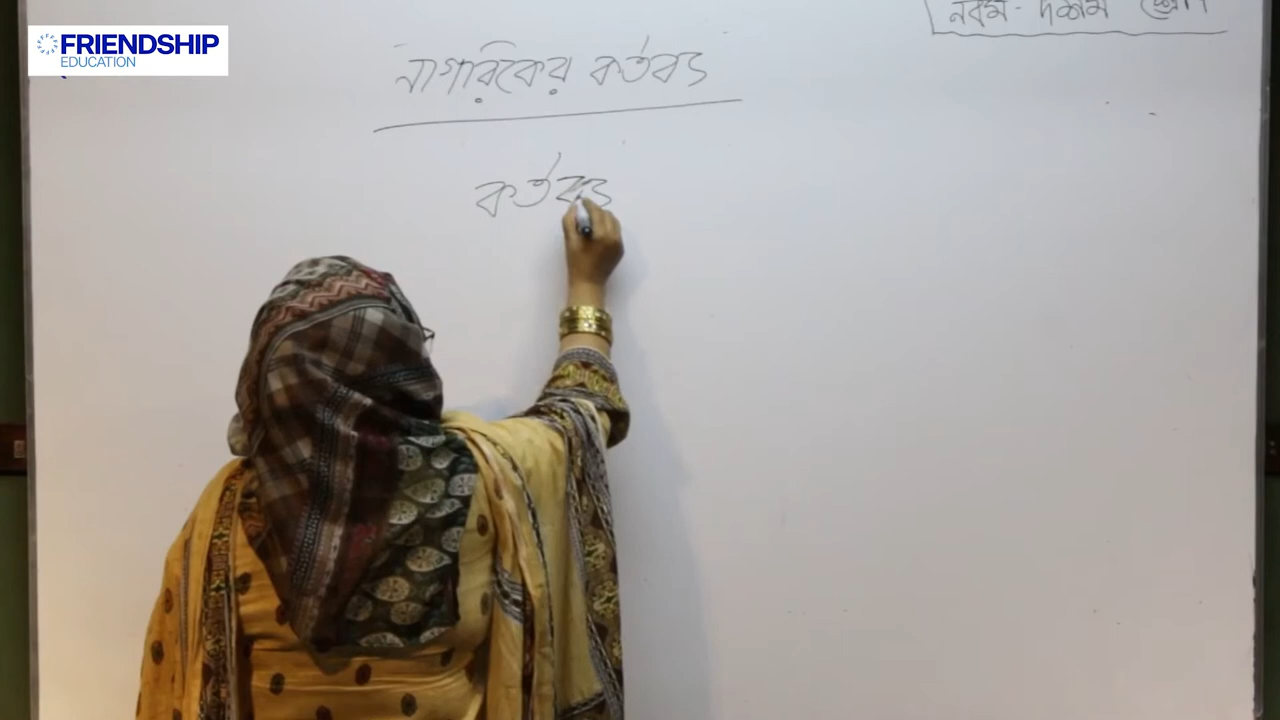 FRIENDSHIP
EDUCATION
নবম - দশম শ্রেণি
নাগরিকের কর্তব্য
কর্তব্য